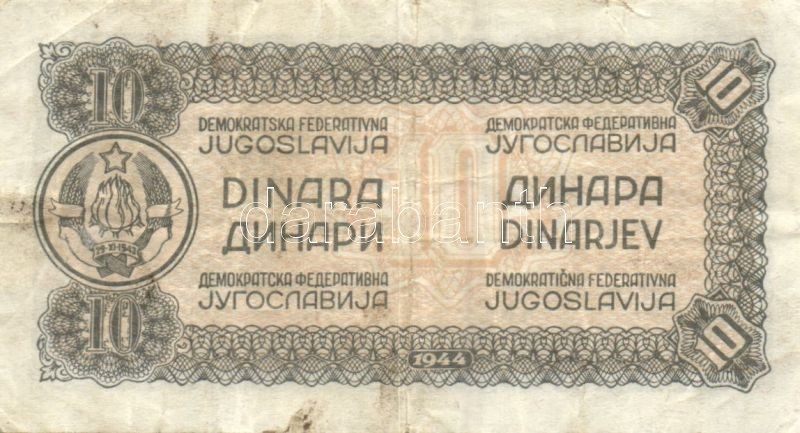 10
10
DEMOKRATSKA FEDERATIVNA
JUGOSLAVIJA
ДЕМОКРАТСКА ФЕДЕРАТИВНА
ЈУГОСЛАВИЈА
DINARA
ДИНАРИ
10
ДИНАРА
DINARJEV
darabanth
29·XI·1943
ДЕМОКРАТСКА ФЕДЕРАТИВНА
ЈУГОСЛАВИЈА
DEMOKRATIČNA FEDERATIVNA
JUGOSLAVIJA
10
10
1944